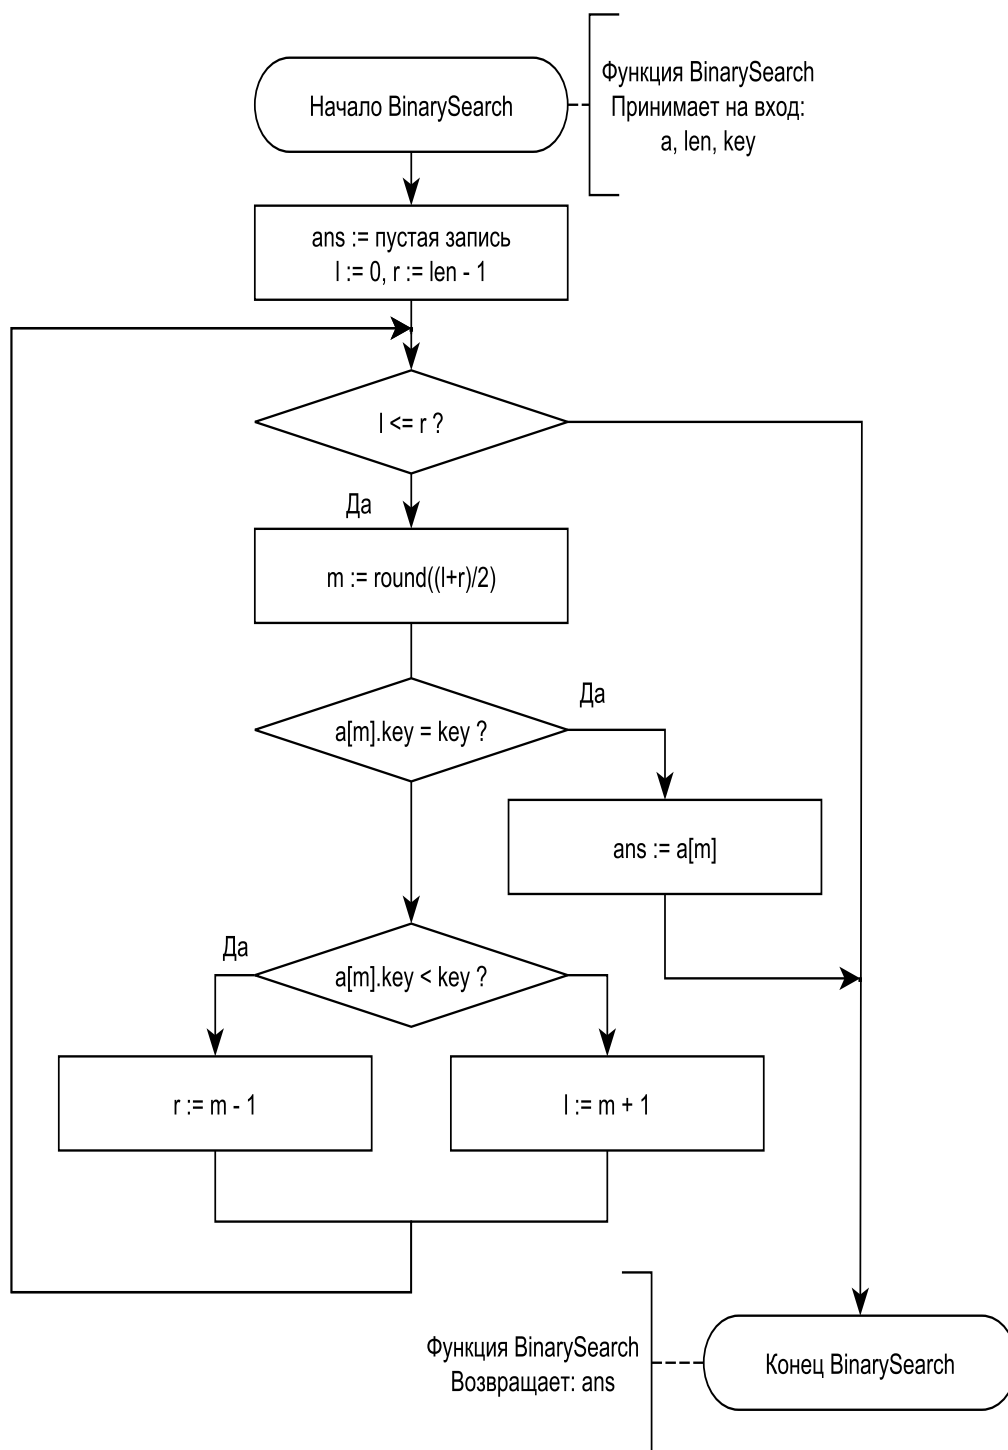 Начало BinarySearch
Функция BinarySearch
Принимает на вход:
a, len, key
ans := пустая запись
l := 0, r := len - 1
l <= r ?
Да
m := round((l+r)/2)
a[m].key = key ?
Да
ans := a[m]
a[m].key < key ?
Да
r := m - 1
l := m + 1
Функция BinarySearch
Возвращает: ans
Конец BinarySearch